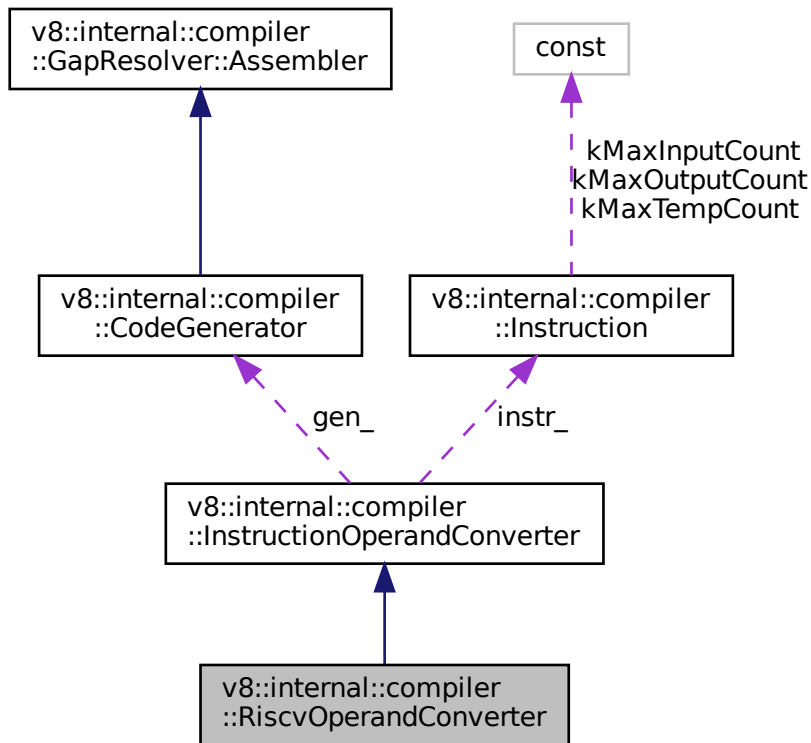 v8::internal::compiler
::GapResolver::Assembler
const
kMaxInputCount
kMaxOutputCount
kMaxTempCount
v8::internal::compiler
::CodeGenerator
v8::internal::compiler
::Instruction
gen_
instr_
v8::internal::compiler
::InstructionOperandConverter
v8::internal::compiler
::RiscvOperandConverter